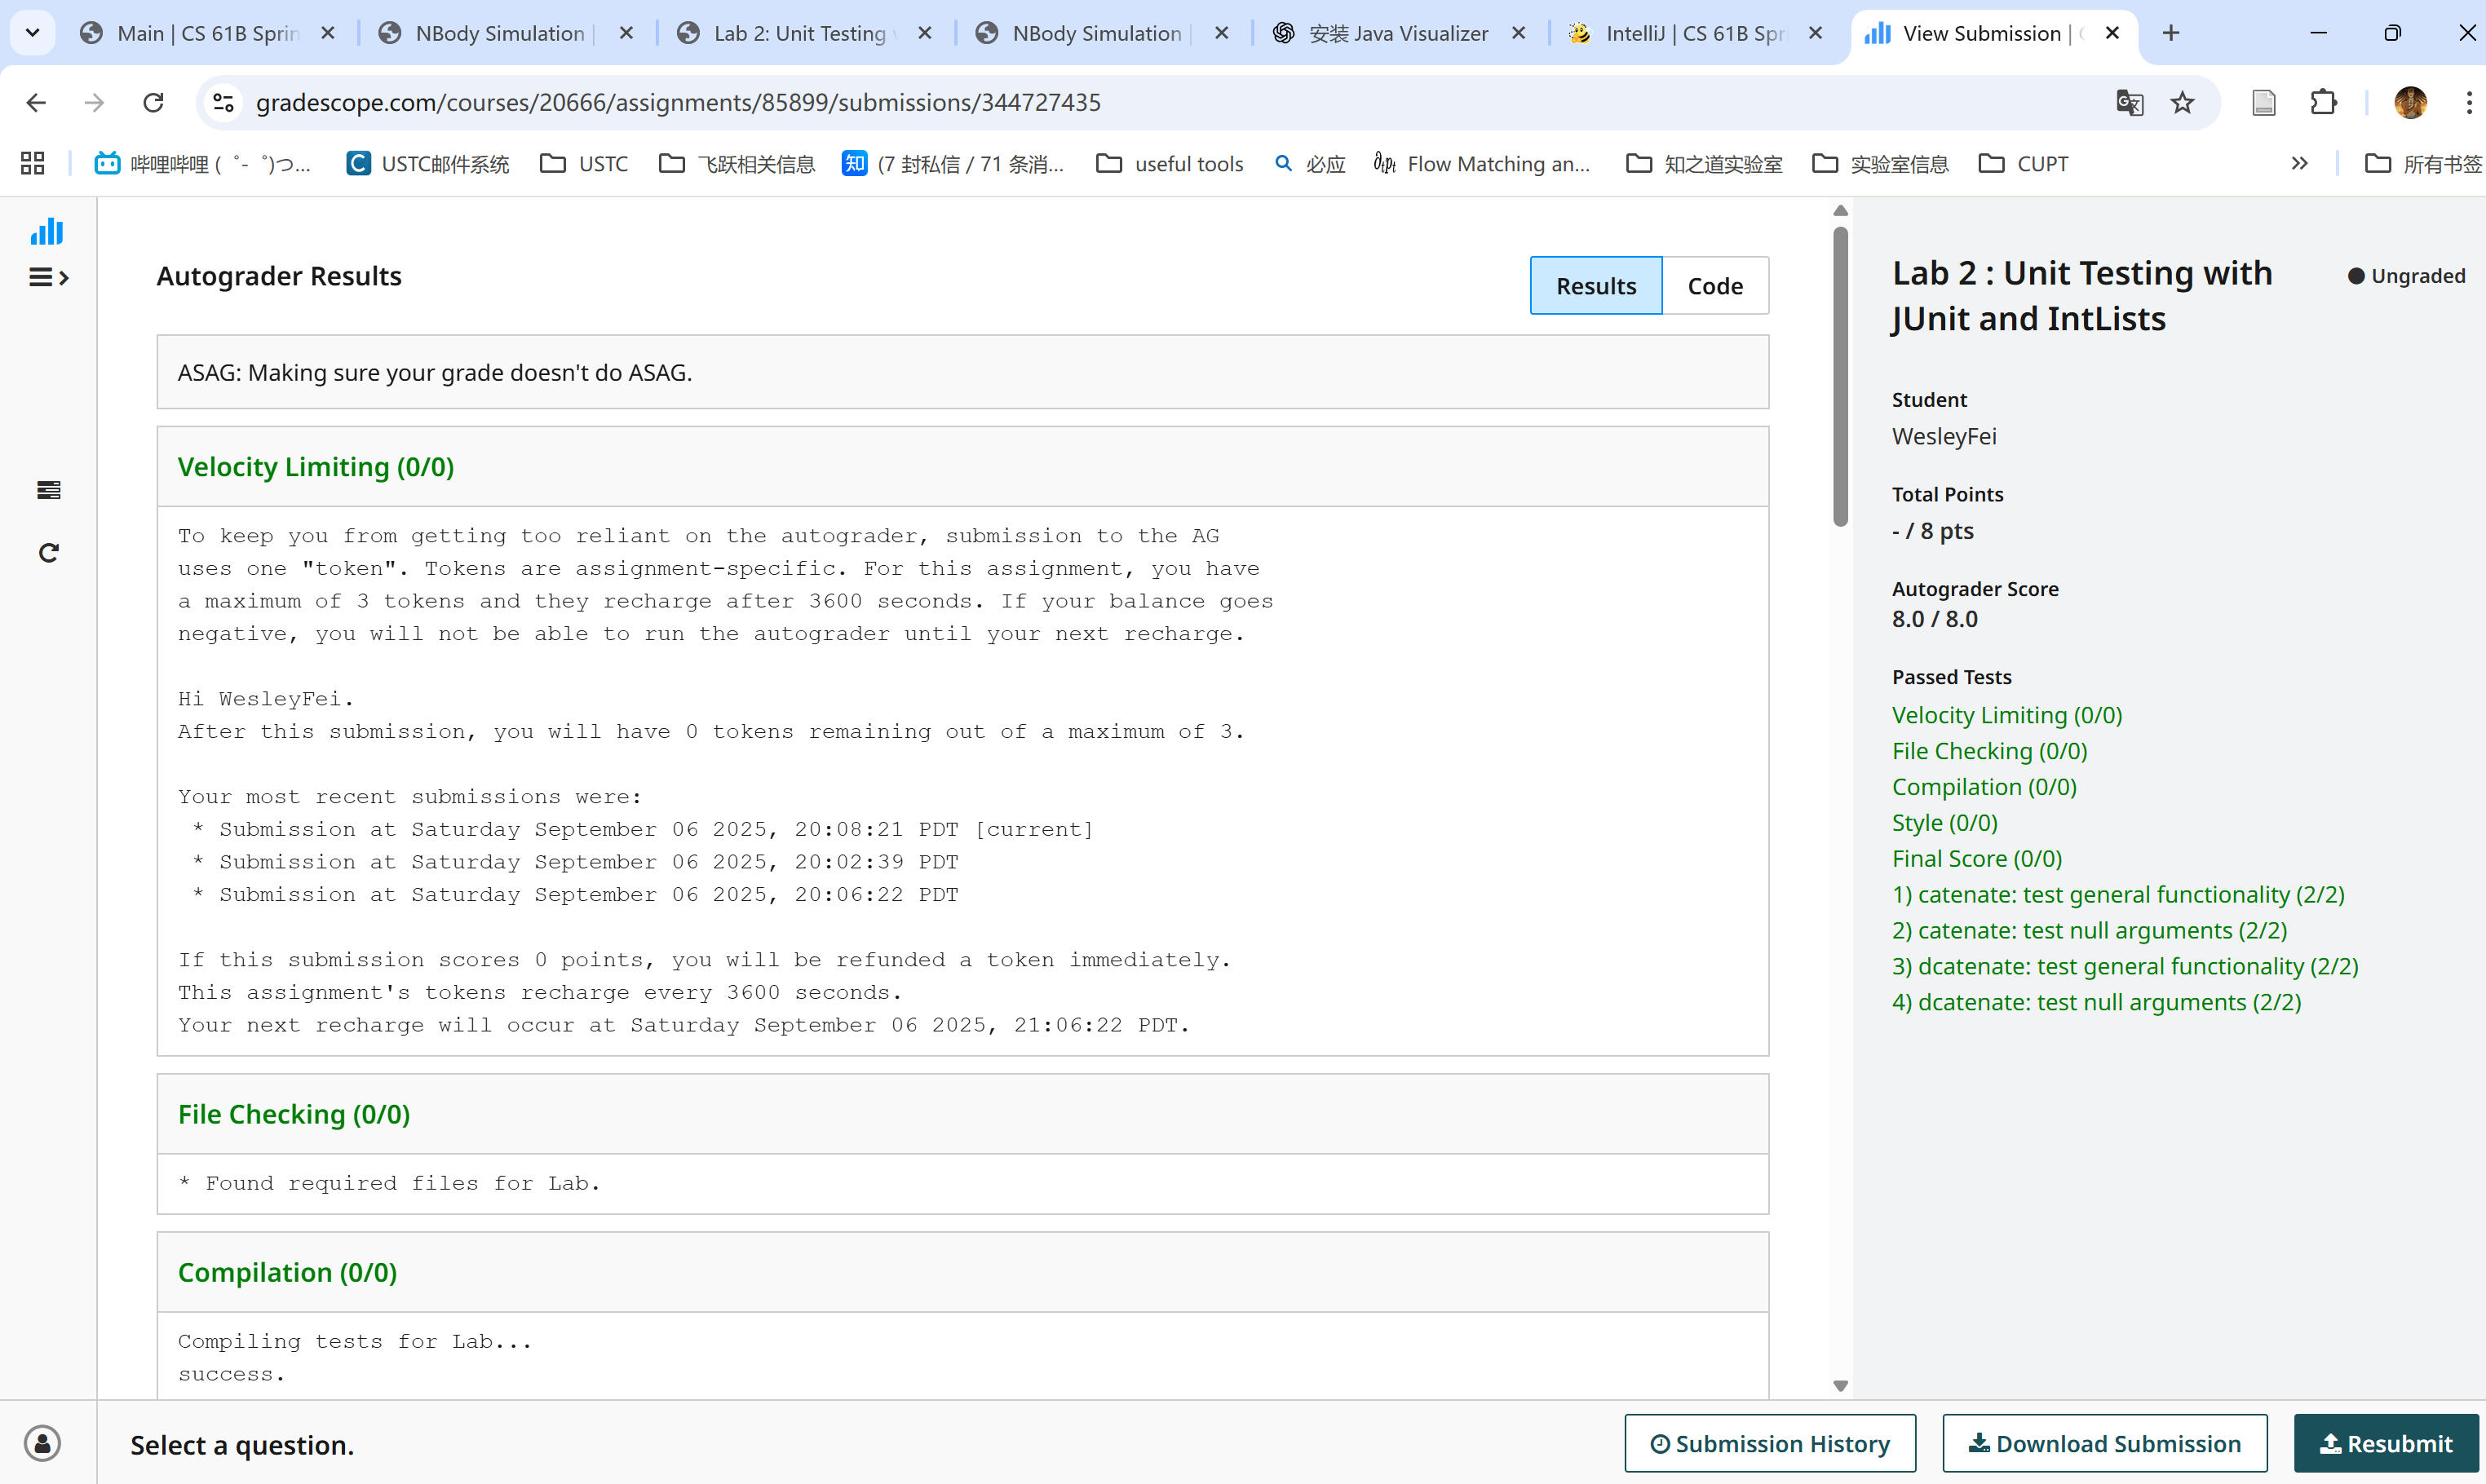 Main | CS 61B Sprin
NBody Simulation |
Lab 2: Unit Testing
NBody Simulation |
安装 Java Visualizer
IntelliJ | CS 61B Spri
View Submission |
gradescope.com/courses/20666/assignments/85899/submissions/344727435
哔哩哔哩 ( ゜- ゜)つ...
USTC邮件系统
USTC
飞跃相关信息
知 (7 封私信 / 71 条消...
useful tools
必应
Flow Matching an...
知之道实验室
实验室信息
CUPT
所有书签
Autograder Results
Results
Code
ASAG: Making sure your grade doesn't do ASAG.
Velocity Limiting (0/0)
To keep you from getting too reliant on the autograder, submission to the AG
uses one "token". Tokens are assignment-specific. For this assignment, you have
a maximum of 3 tokens and they recharge after 3600 seconds. If your balance goes
negative, you will not be able to run the autograder until your next recharge.
Hi WesleyFei.
After this submission, you will have 0 tokens remaining out of a maximum of 3.
Your most recent submissions were:
* Submission at Saturday September 06 2025, 20:08:21 PDT [current]
* Submission at Saturday September 06 2025, 20:02:39 PDT
* Submission at Saturday September 06 2025, 20:06:22 PDT
If this submission scores 0 points, you will be refunded a token immediately.
This assignment's tokens recharge every 3600 seconds.
Your next recharge will occur at Saturday September 06 2025, 21:06:22 PDT.
File Checking (0/0)
* Found required files for Lab.
Compilation (0/0)
Compiling tests for Lab...
success.
Lab 2 : Unit Testing with
JUnit and IntLists
Ungraded
Student
WesleyFei
Total Points
- / 8 pts
Autograder Score
8.0 / 8.0
Passed Tests
Velocity Limiting (0/0)
File Checking (0/0)
Compilation (0/0)
Style (0/0)
Final Score (0/0)
1) catenate: test general functionality (2/2)
2) catenate: test null arguments (2/2)
3) dcatenate: test general functionality (2/2)
4) dcatenate: test null arguments (2/2)
Select a question.
Submission History
Download Submission
Resubmit